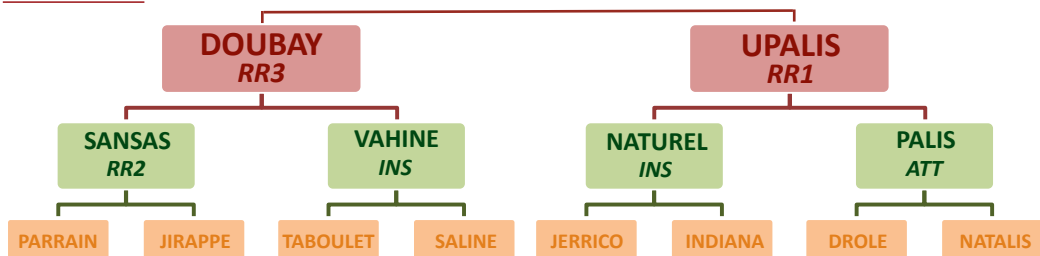 DOUBAY
RR3
UPALIS
RR1
SANSAS
RR2
VAHINE
INS
NATUREL
INS
PALIS
ATT
PARRAIN
JIRAPPE
TABOULET
SALINE
JERRICO
INDIANA
DROLE
NATALIS